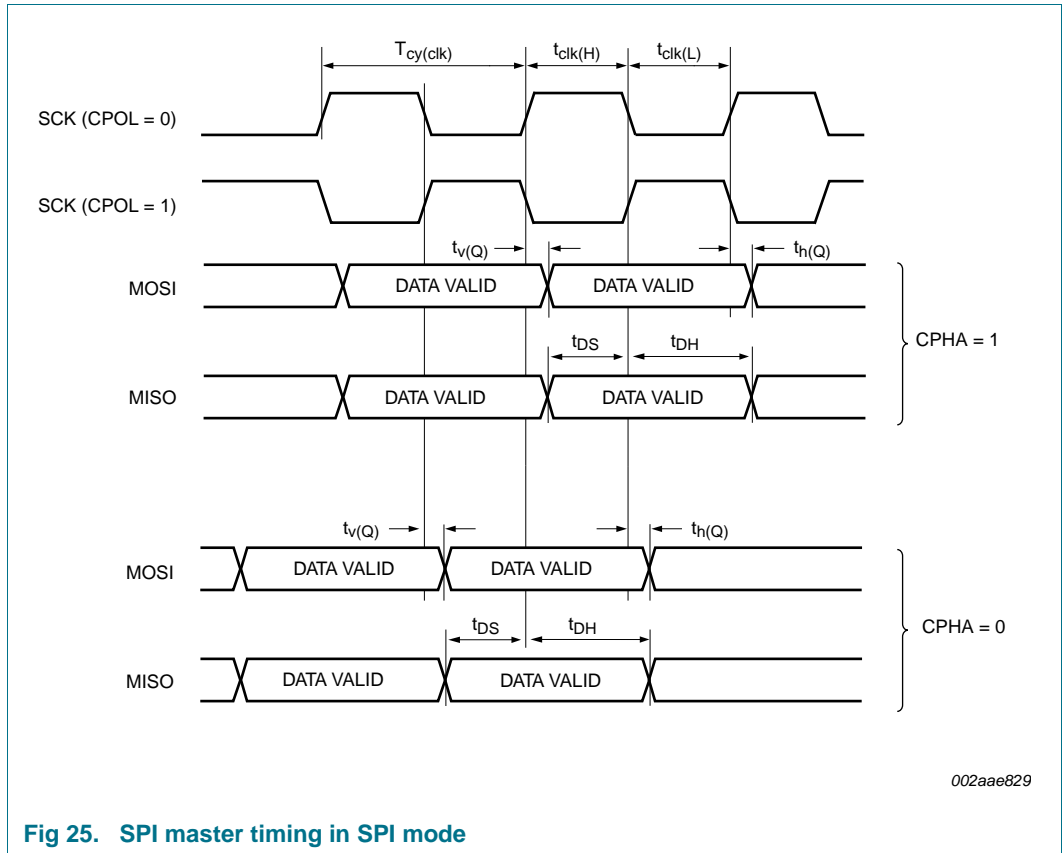 Tcy(clk) tclk(H) tclk(L)
SCK (CPOL = 0)
SCK (CPOL = 1)
tv(Q) th(Q)
MOSI DATA VALID DATA VALID
CPHA = 1
tDS tDH
MISO DATA VALID DATA VALID
tv(Q) th(Q)
MOSI DATA VALID DATA VALID
CPHA = 0
tDS tDH
MISO DATA VALID DATA VALID
002aae829
Fig 25. SPI master timing in SPI mode